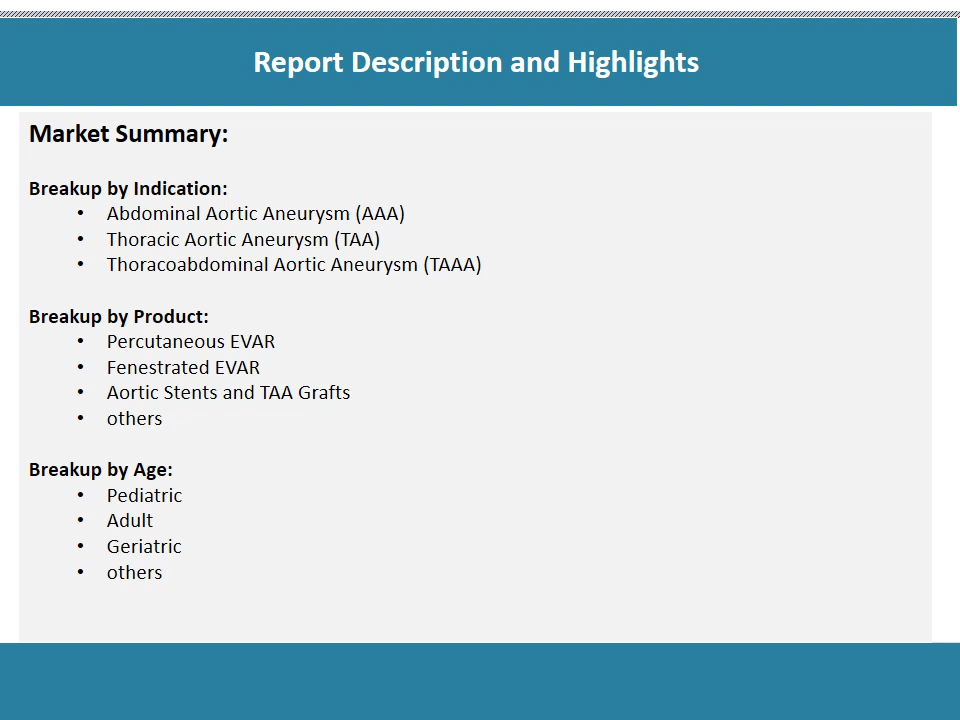 Report Description and Highlights
Market Summary:
Breakup by Indication:
• Abdominal Aortic Aneurysm (AAA)
• Thoracic Aortic Aneurysm (TAA)
• Thoracoabdominal Aortic Aneurysm (TAAA)
Breakup by Product:
• Percutaneous EVAR
• Fenestrated EVAR
• Aortic Stents and TAA Grafts
• others
Breakup by Age:
• Pediatric
• Adult
• Geriatric
• others